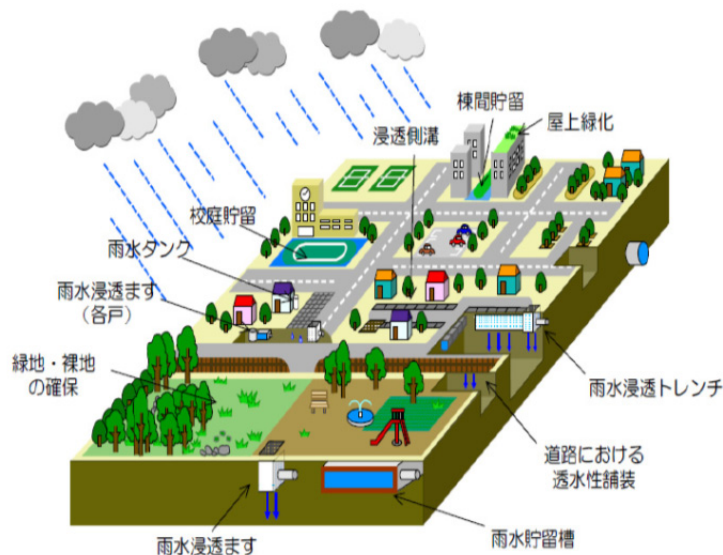 棟間貯留
屋上緑化
浸透側溝
校庭貯留
雨水タンク
雨水浸透ます
（各戸）
緑地・裸地
の確保
雨水浸透トレンチ
道路における
透水性舗装
雨水浸透ます
雨水貯留槽